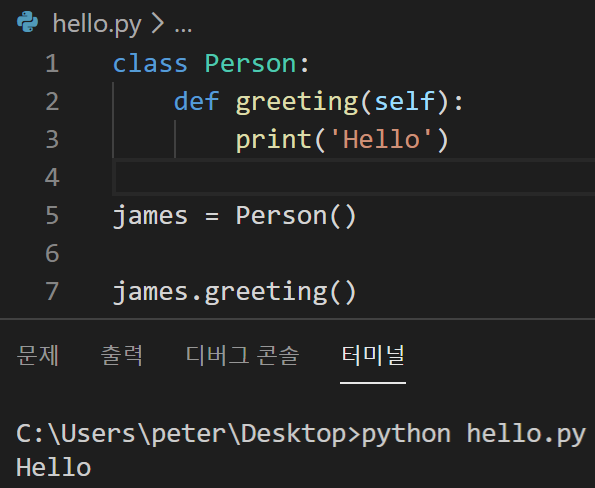 hello.py > ...
1 class Person:
2     def greeting(self):
3         print('Hello')
4
5 james = Person()
6
7 james.greeting()
문제 출력 디버그 콘솔 터미널
C:\Users\peter\Desktop>python hello.py
Hello